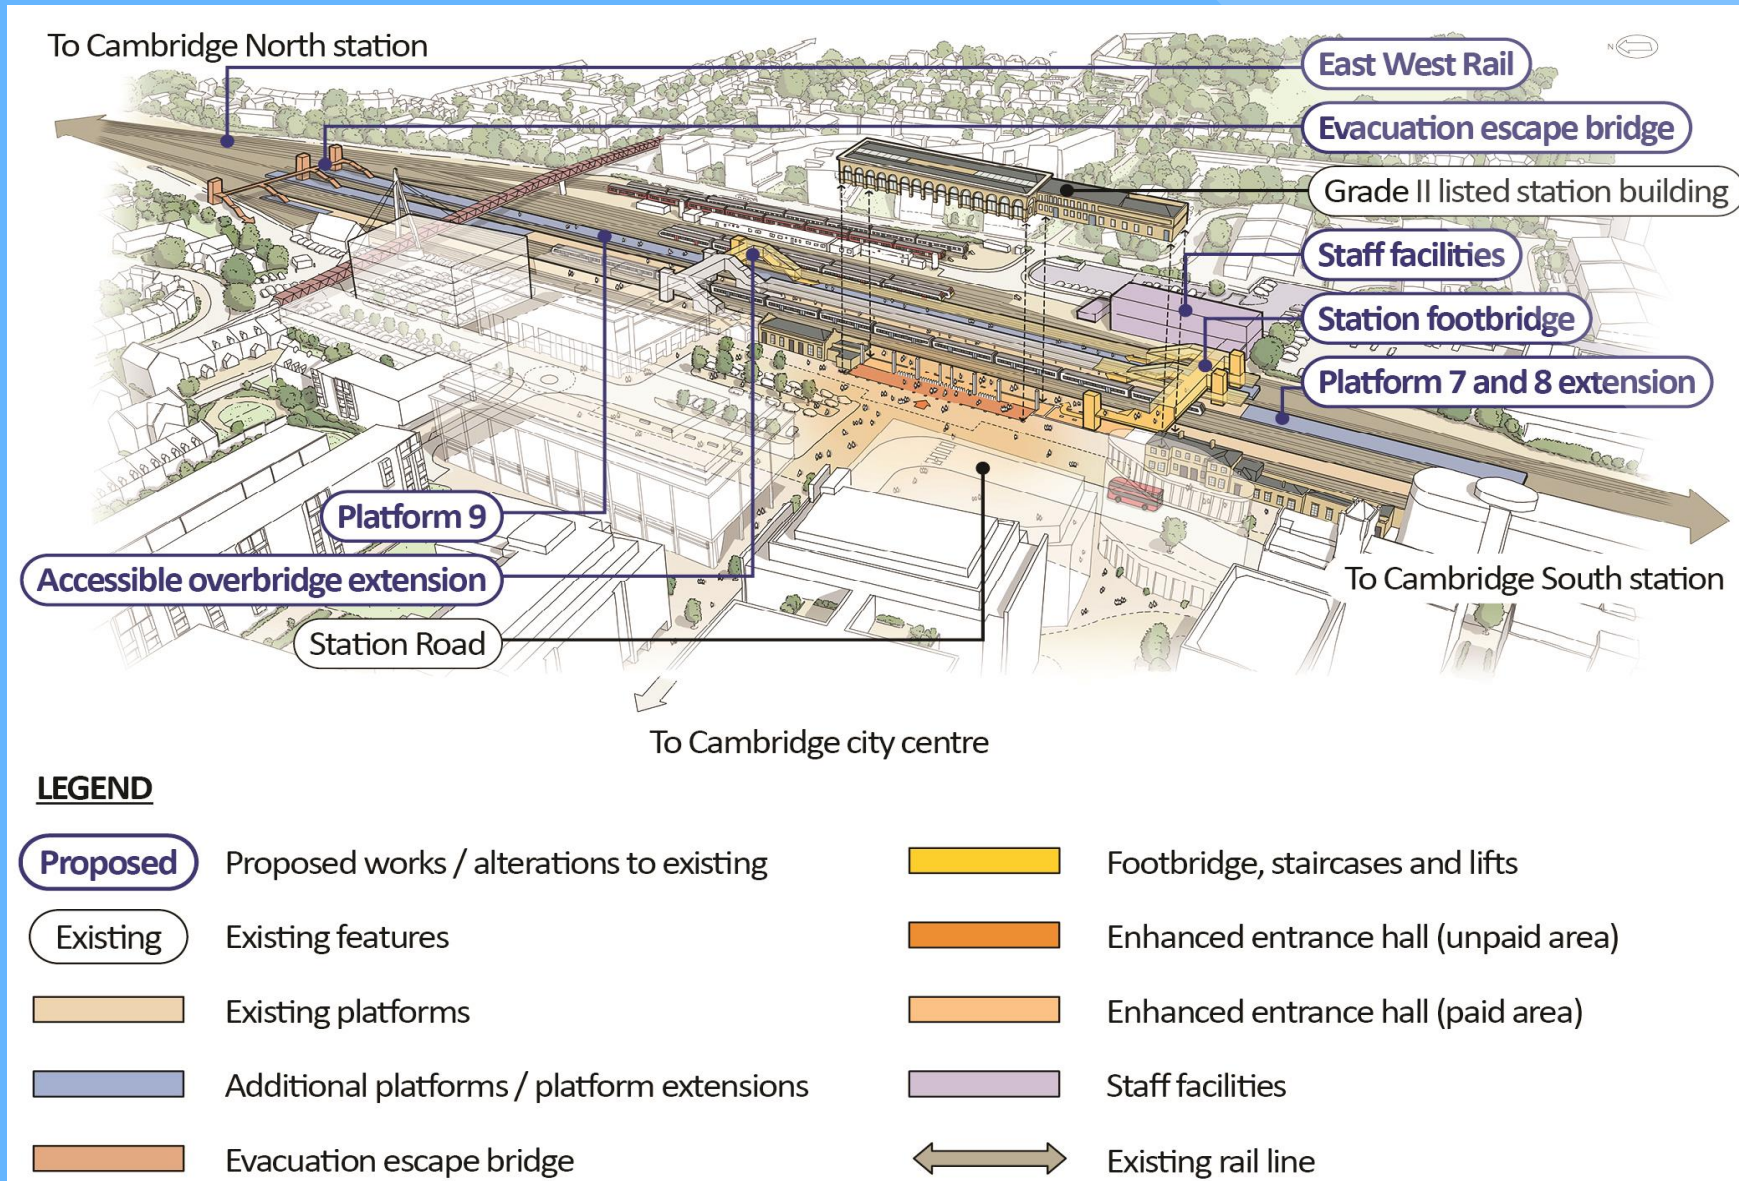 To Cambridge North station
N
East West Rail
Evacuation escape bridge
Grade II listed station building
Staff facilities
Station footbridge
Platform 7 and 8 extension
Platform 9
Accessible overbridge extension
Station Road
To Cambridge South station
To Cambridge city centre
LEGEND
Proposed Proposed works / alterations to existing
Existing Existing features
Existing platforms
Additional platforms / platform extensions
Evacuation escape bridge
Footbridge, staircases and lifts
Enhanced entrance hall (unpaid area)
Enhanced entrance hall (paid area)
Staff facilities
Existing rail line